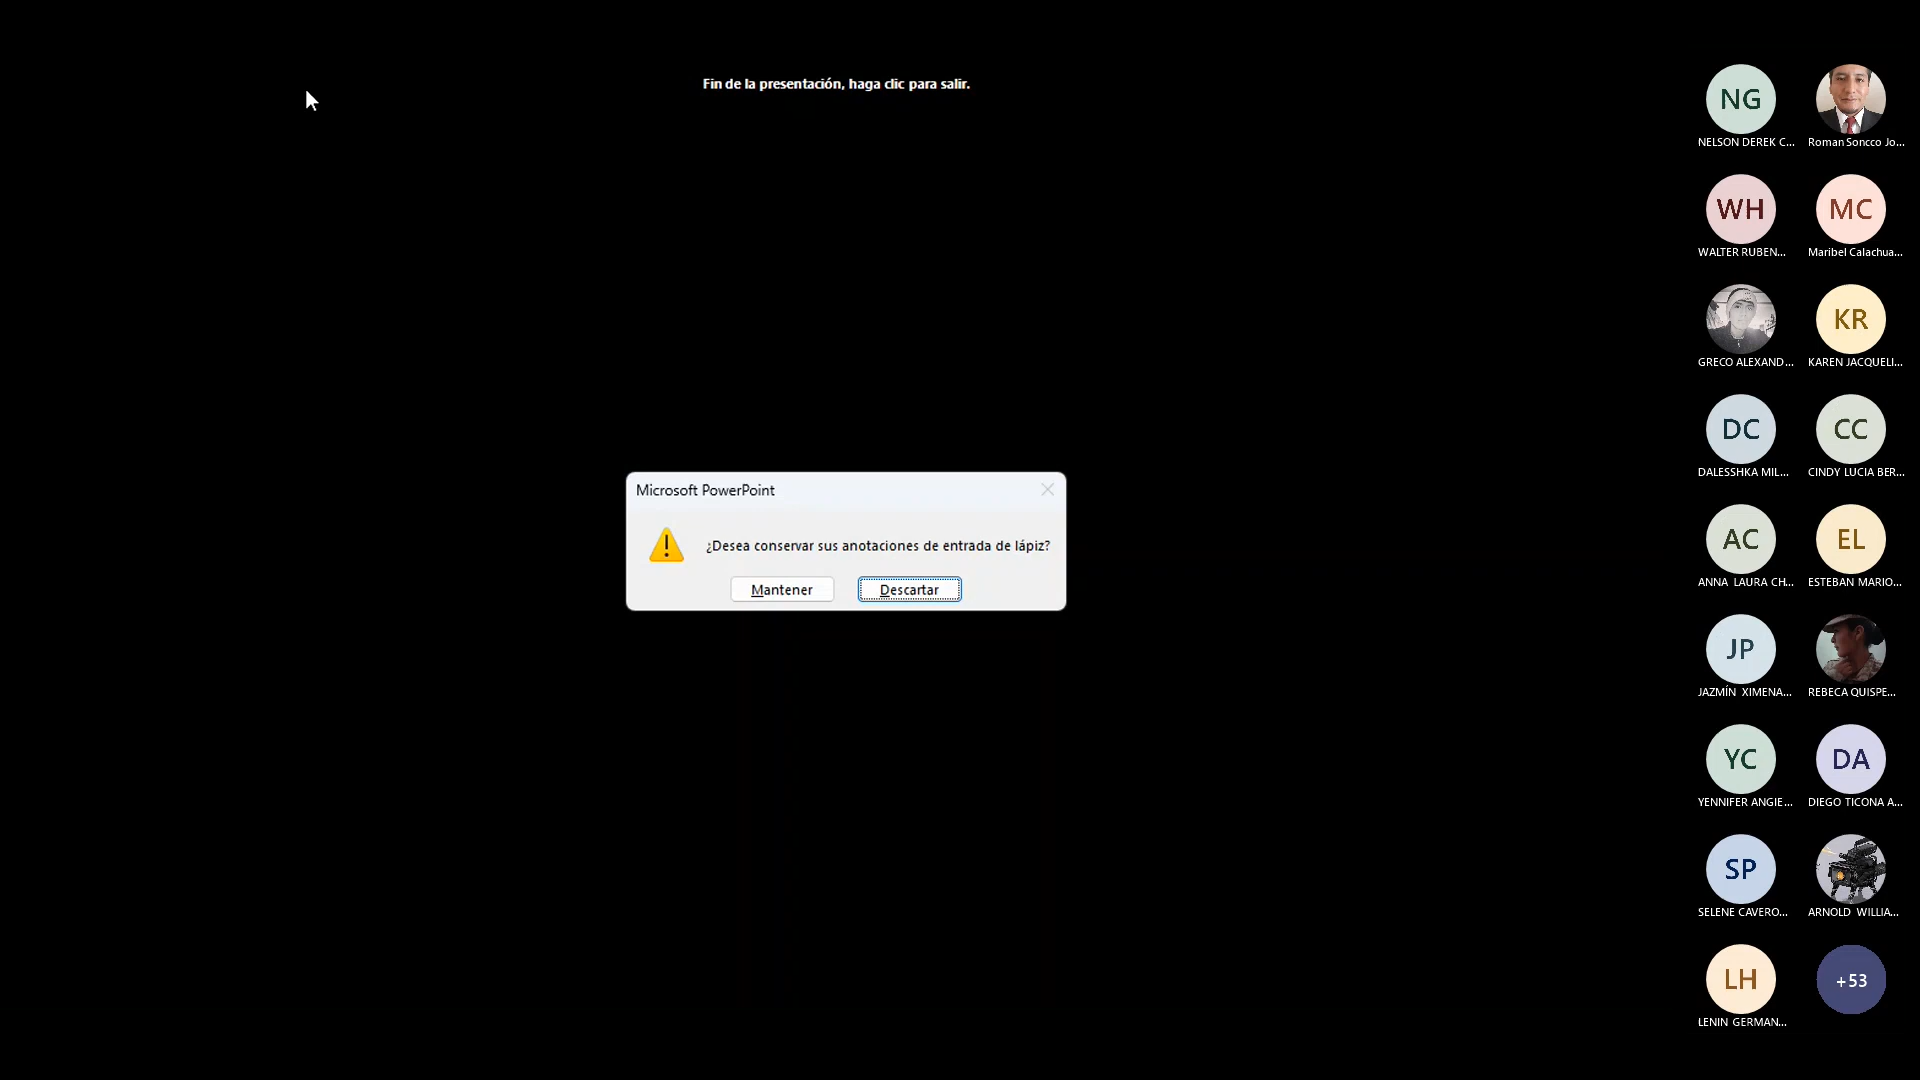 Fin de la presentación, haga clic para salir.
NG
NELSON DEREK C...
Roman Soncco Jo...
WH
MC
WALTER RUBEN...
Maribel Calachua...
KR
GRECO ALEXAND...
KAREN JACQUELI...
DC
CC
DALESSHKA MIL...
CINDY LUCIA BER...
Microsoft PowerPoint
¿Desea conservar sus anotaciones de entrada de lápiz?
Mantener
Descartar
AC
EL
ANNA LAURA CH...
ESTEBAN MARIO...
JP
JAZMÍN XIMENA...
REBECA QUISPE...
YC
DA
YENNIFER ANGIE...
DIEGO TICONA A...
SP
SELENE CAVERO...
ARNOLD WILLIA...
LH
+53
LENIN GERMAN...